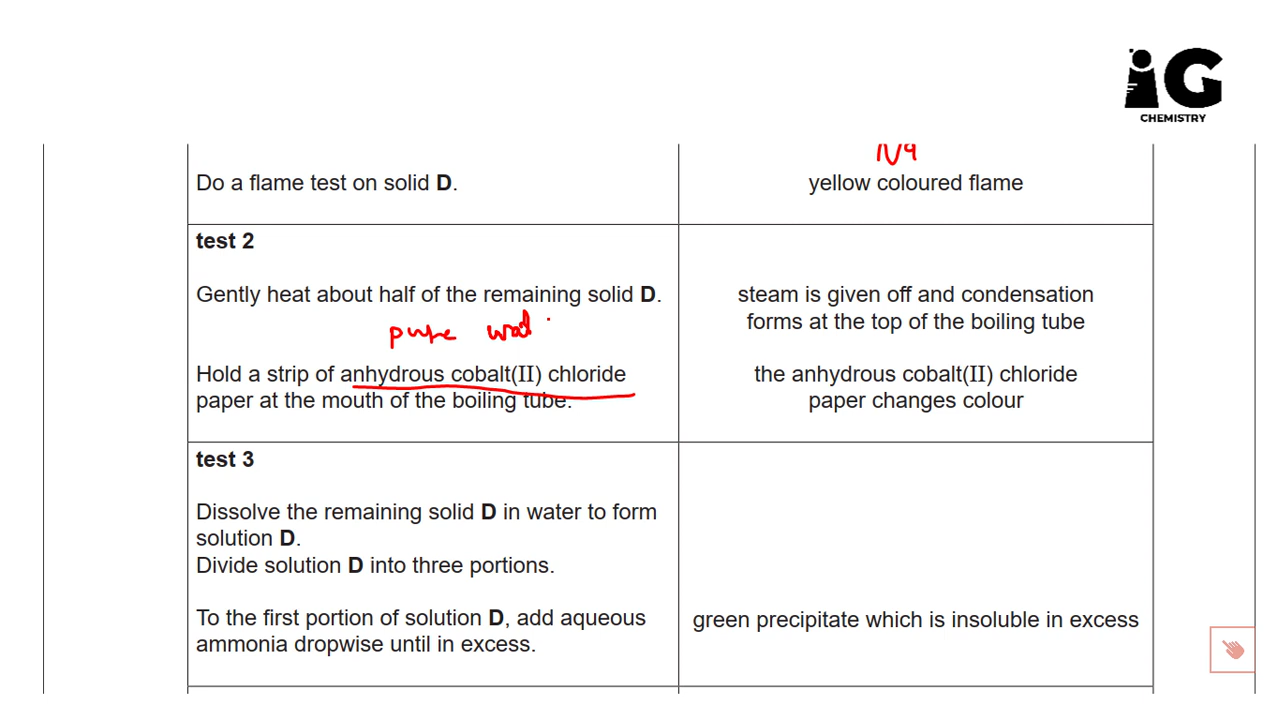 iG
CHEMISTRY
Do a flame test on solid D.
yellow coloured flame
test 2
Gently heat about half of the remaining solid D.
steam is given off and condensation
forms at the top of the boiling tube
pure
Hold a strip of anhydrous cobalt(II) chloride
paper at the mouth of the boiling tube.
the anhydrous cobalt(II) chloride
paper changes colour
test 3
Dissolve the remaining solid D in water to form
solution D.
Divide solution D into three portions.
To the first portion of solution D, add aqueous
ammonia dropwise until in excess.
green precipitate which is insoluble in excess